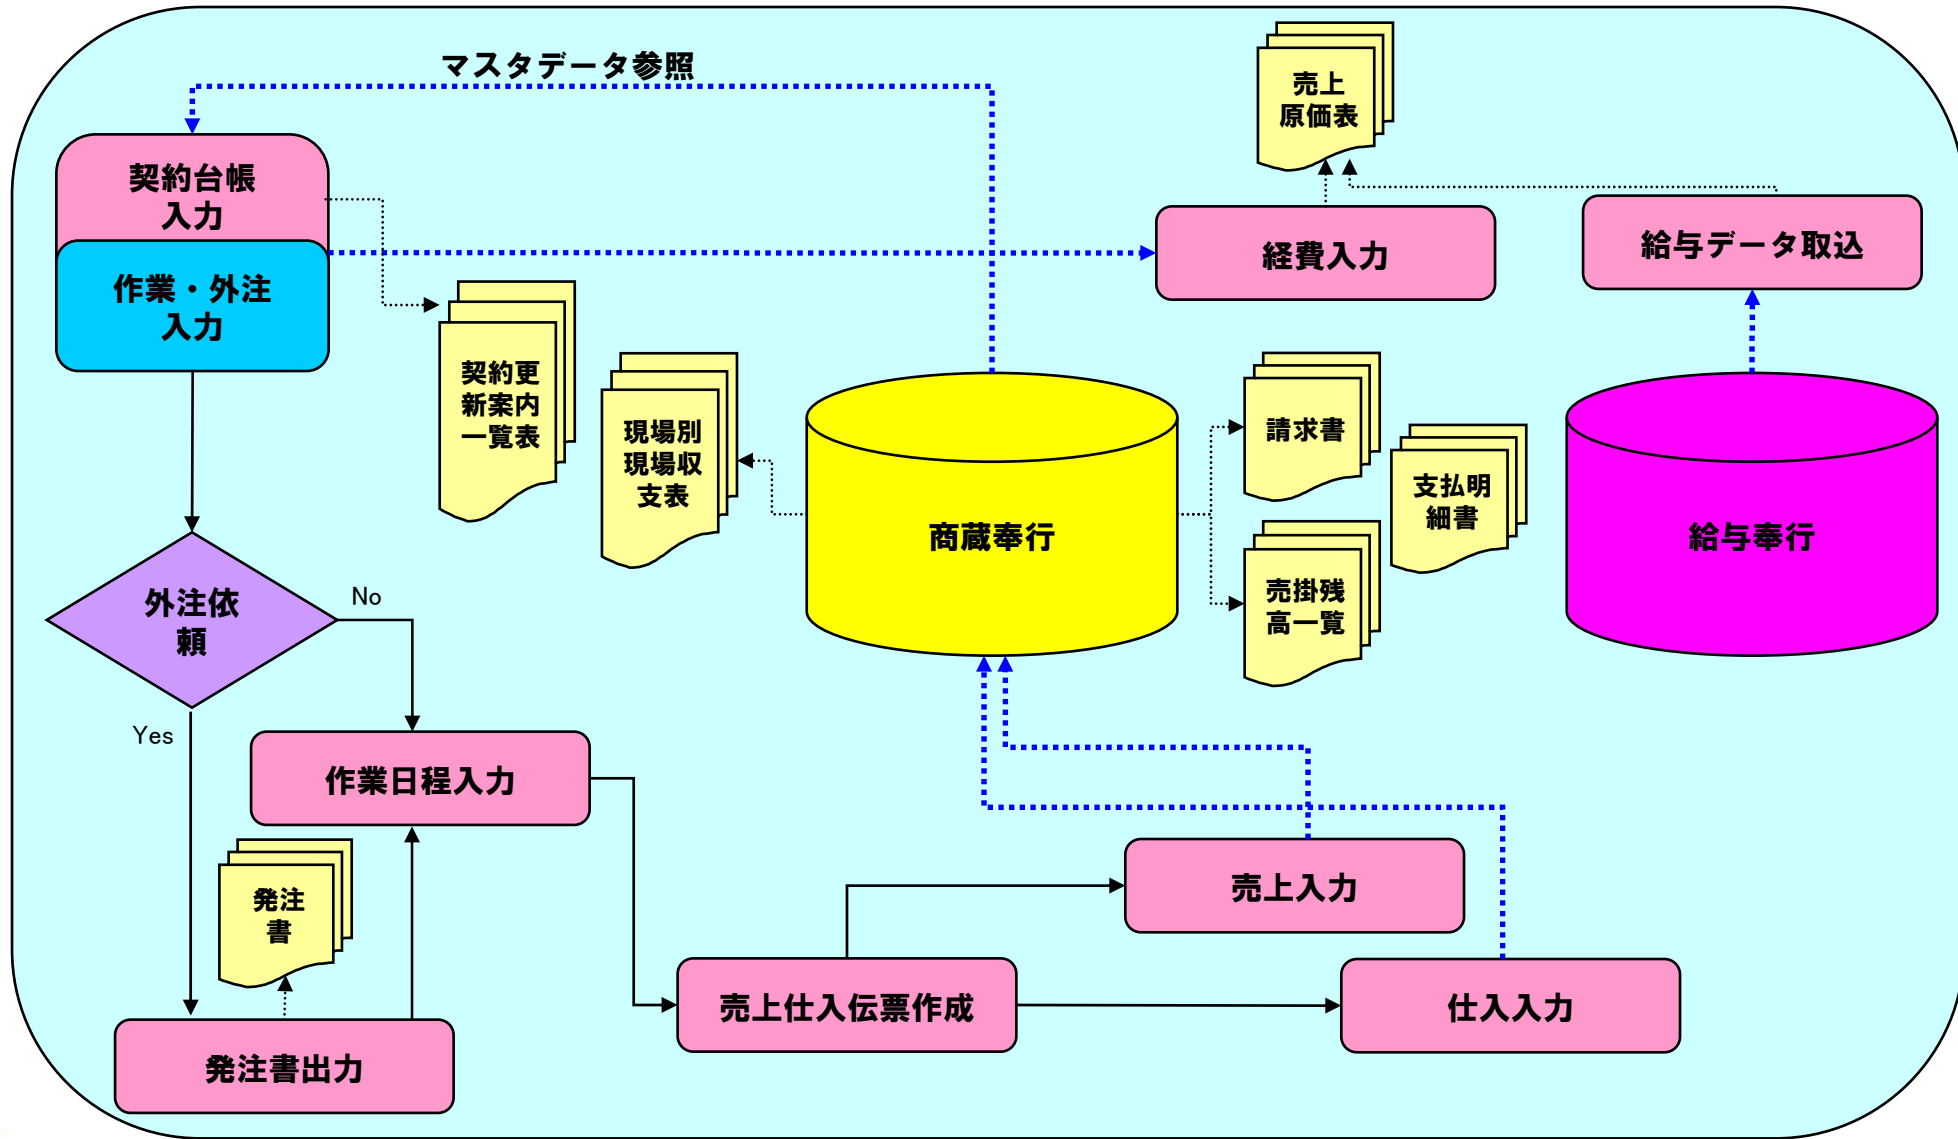 マスタデータ参照
売上
原価表
契約台帳
入力
経費入力
給与データ取込
作業・外注
入力
契約更
新案内
一覧表
現場別
現場収
支表
請求書
支払明
細書
商蔵奉行
給与奉行
売掛残
高一覧
外注依
頼
No
Yes
作業日程入力
発注
書
売上入力
売上仕入伝票作成
仕入入力
発注書出力